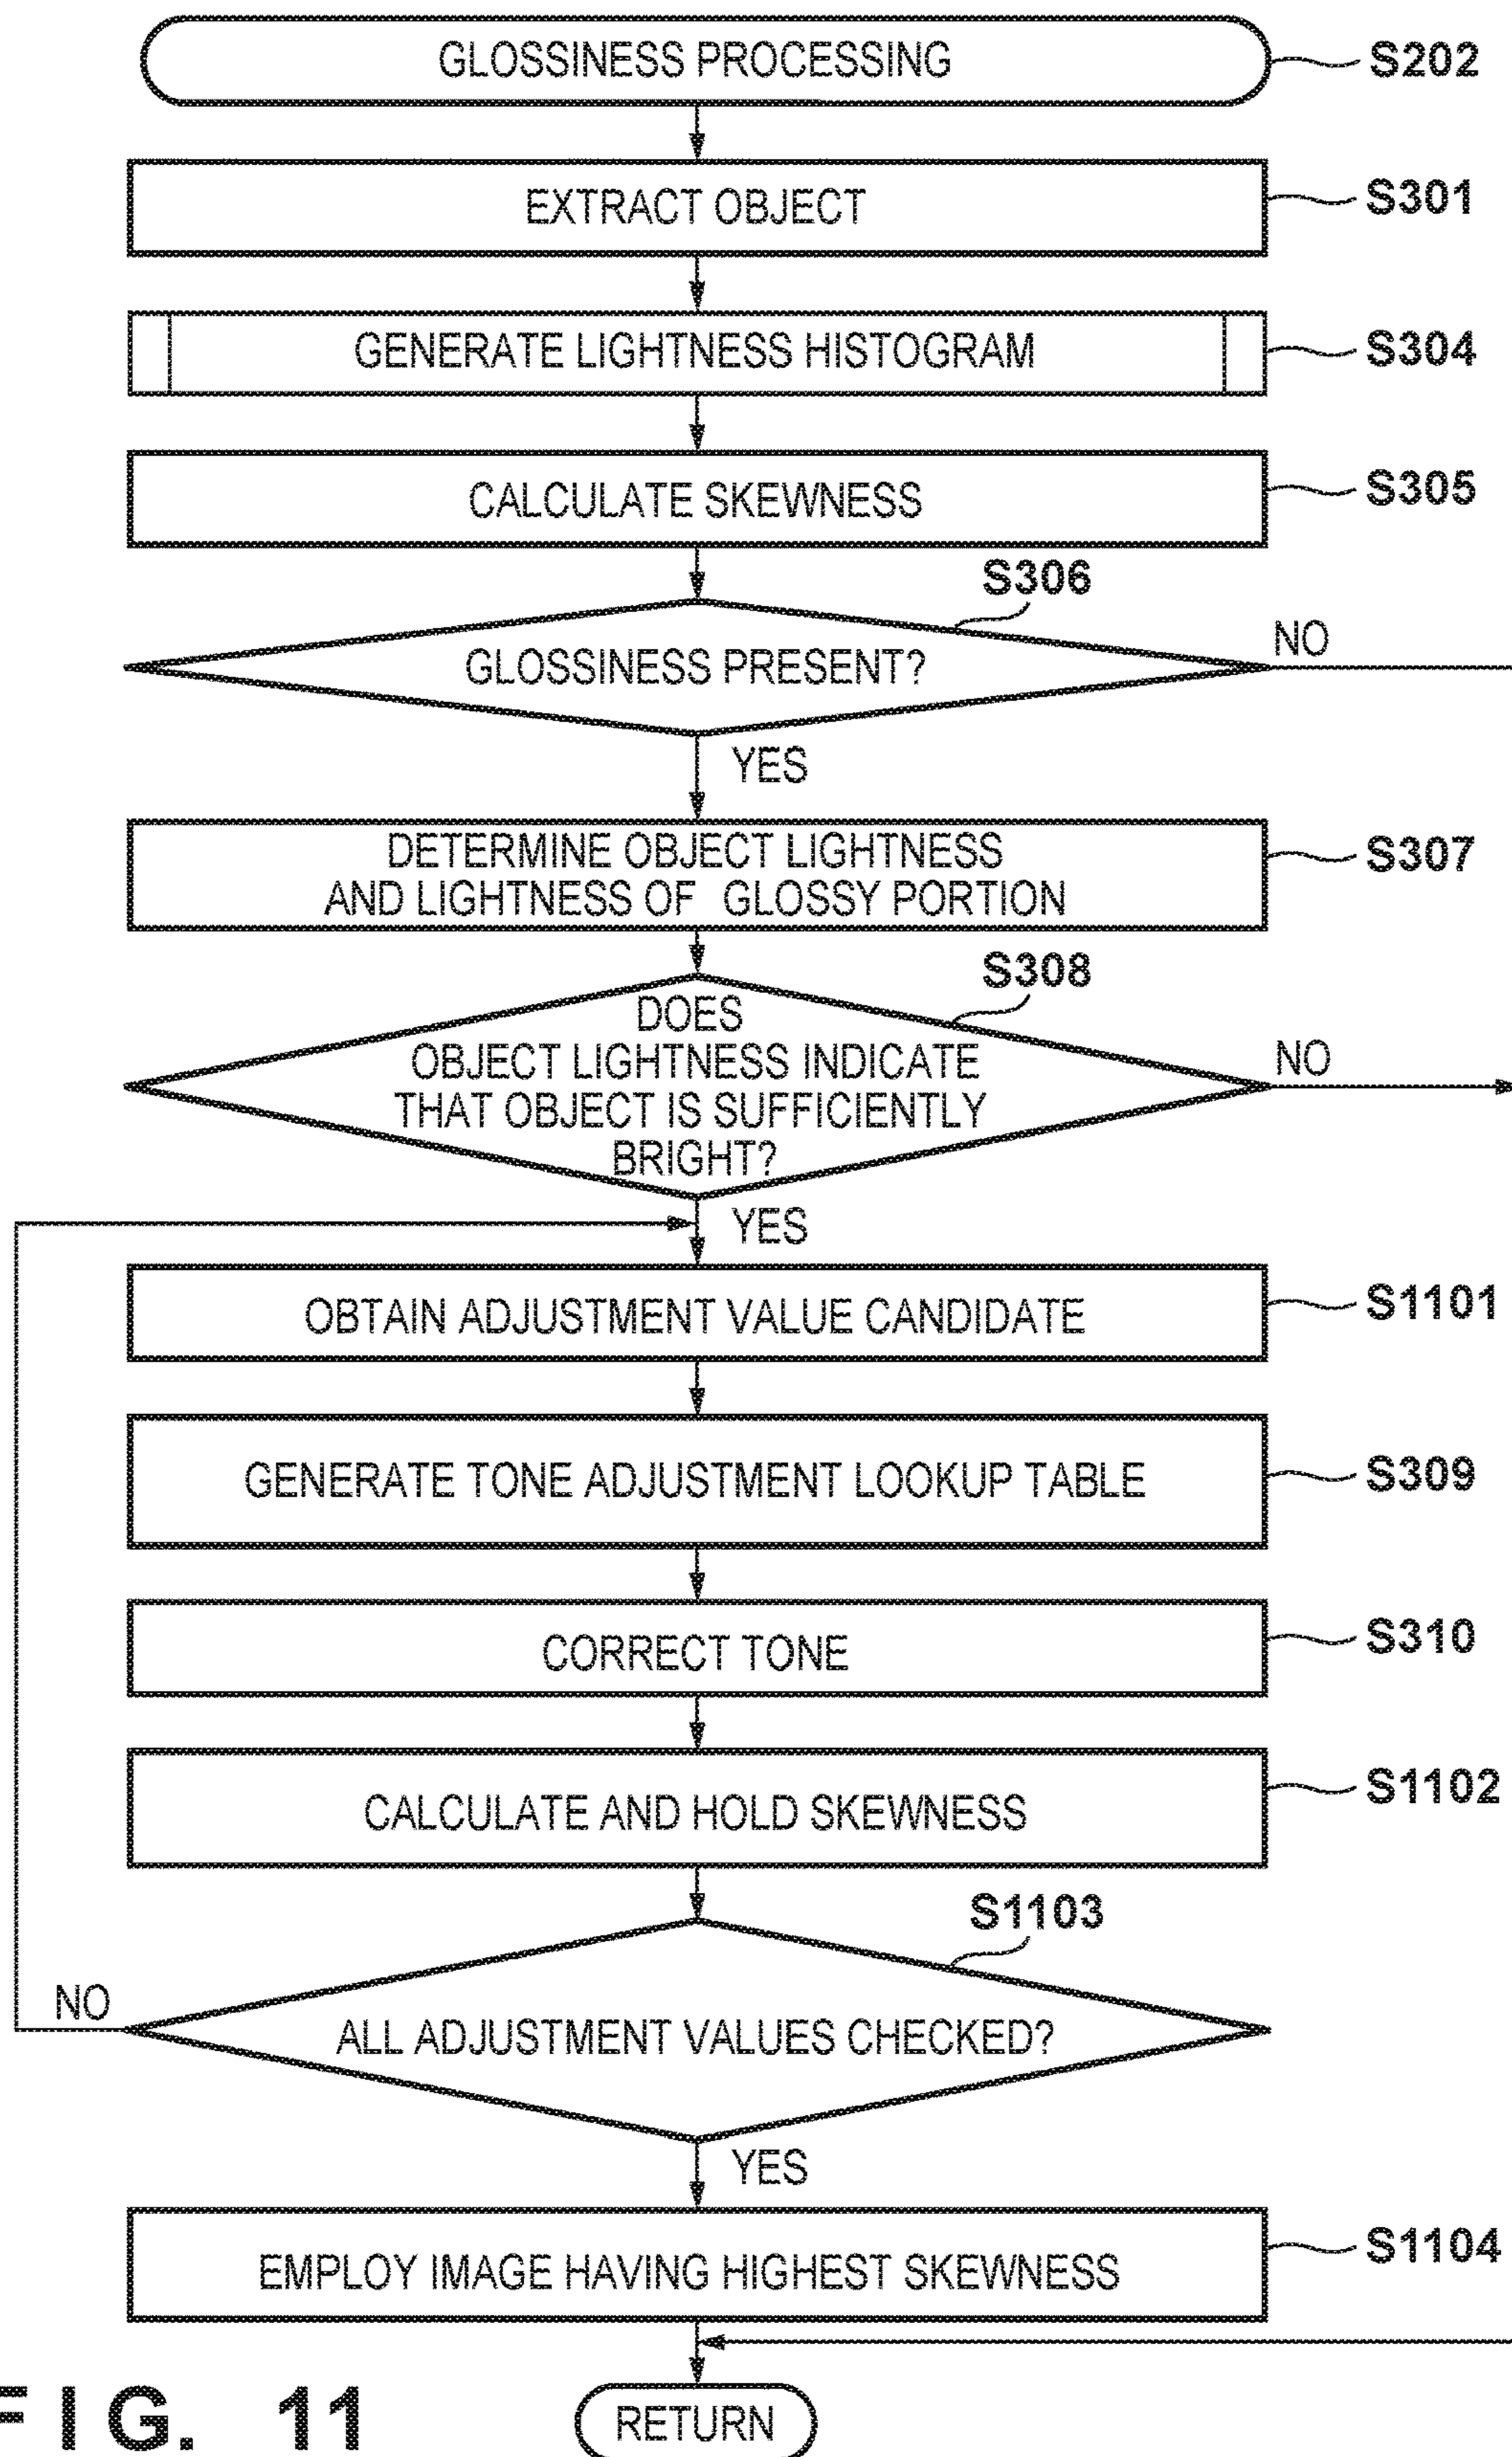 GLOSSINESS PROCESSING
S202
EXTRACT OBJECT
S301
GENERATE LIGHTNESS HISTOGRAM
S304
CALCULATE SKEWNESS
S305
S306
GLOSSINESS PRESENT?
NO
YES
DETERMINE OBJECT LIGHTNESS
AND LIGHTNESS OF GLOSSY PORTION
S307
S308
DOES
OBJECT LIGHTNESS INDICATE
THAT OBJECT IS SUFFICIENTLY
BRIGHT?
NO
YES
OBTAIN ADJUSTMENT VALUE CANDIDATE
S1101
GENERATE TONE ADJUSTMENT LOOKUP TABLE
S309
CORRECT TONE
S310
CALCULATE AND HOLD SKEWNESS
S1102
S1103
NO
ALL ADJUSTMENT VALUES CHECKED?
YES
EMPLOY IMAGE HAVING HIGHEST SKEWNESS
S1104
FIG. 11
RETURN